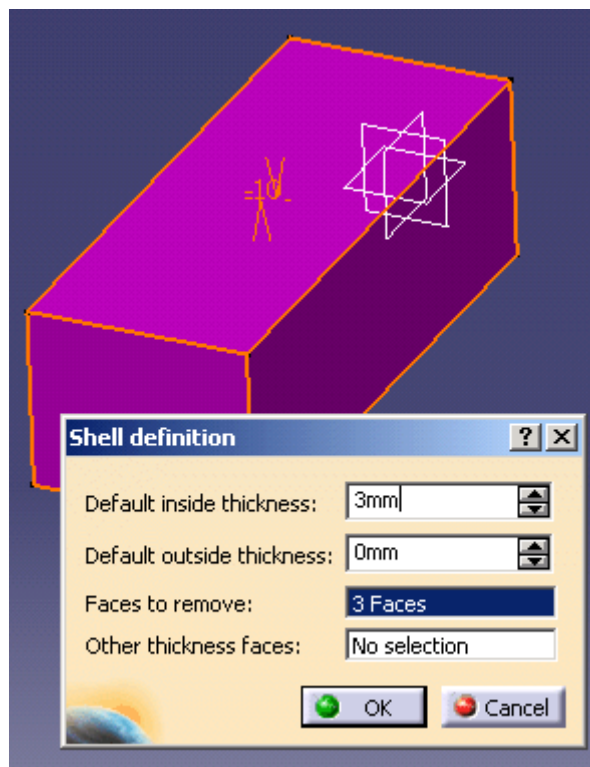 =10
Shell definition
? X
Default inside thickness: 3mm
Default outside thickness: 0mm
Faces to remove: 3 Faces
Other thickness faces: No selection
OK Cancel